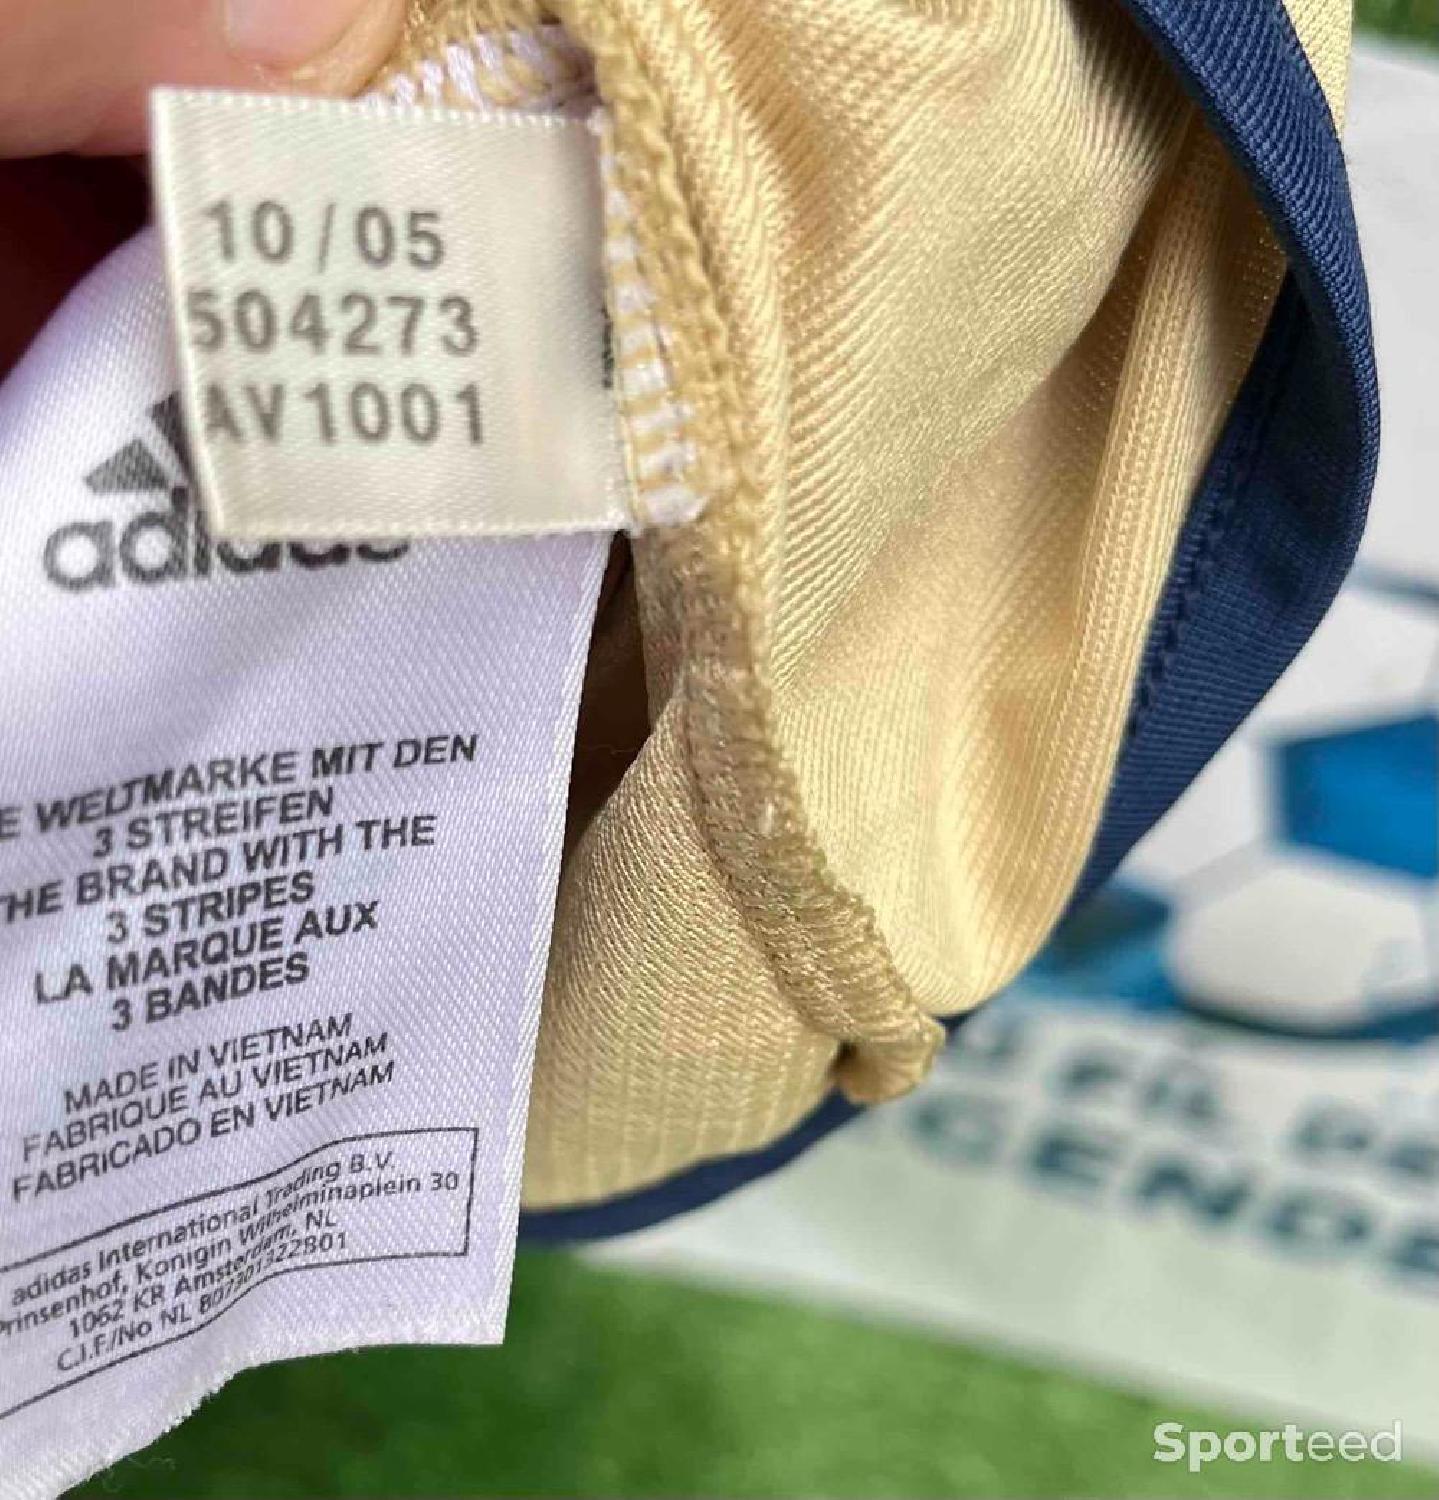 10/05
504273
AV1001
adidas
E WELTMARKE MIT DEN
3 STREIFEN
THE BRAND WITH THE
3 STRIPES
LA MARQUE AUX
3 BANDES
MADE IN VIETNAM
FABRIQUE AU VIETNAM
FABRICADO EN VIETNAM
adidas International Trading B.V.
Prinsenhof, Konigin Wilhelminaplein 30
1062 KR Amsterdam, NL
C.I.F./No NL
Sporteed